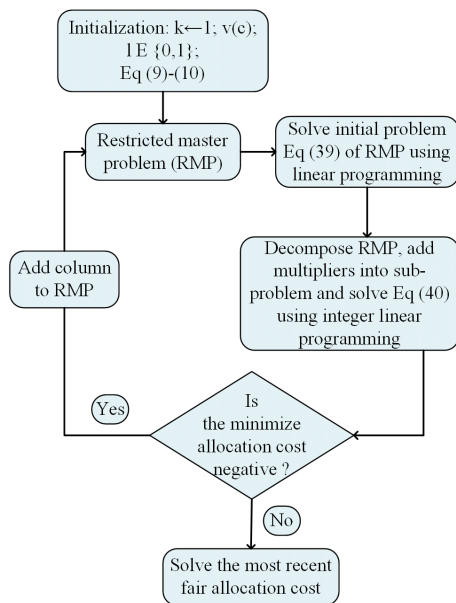 Initialization: k←1; v(c);
1E {0,1};
Eq (9)-(10)
Restricted master
problem (RMP)
Solve initial problem
Eq (39) of RMP using
linear programming
Decompose RMP, add
multipliers into sub-
problem and solve Eq (40)
using integer linear
programming
Add column
to RMP
Is
the minimize
allocation cost
negative ?
Yes
No
Solve the most recent
fair allocation cost